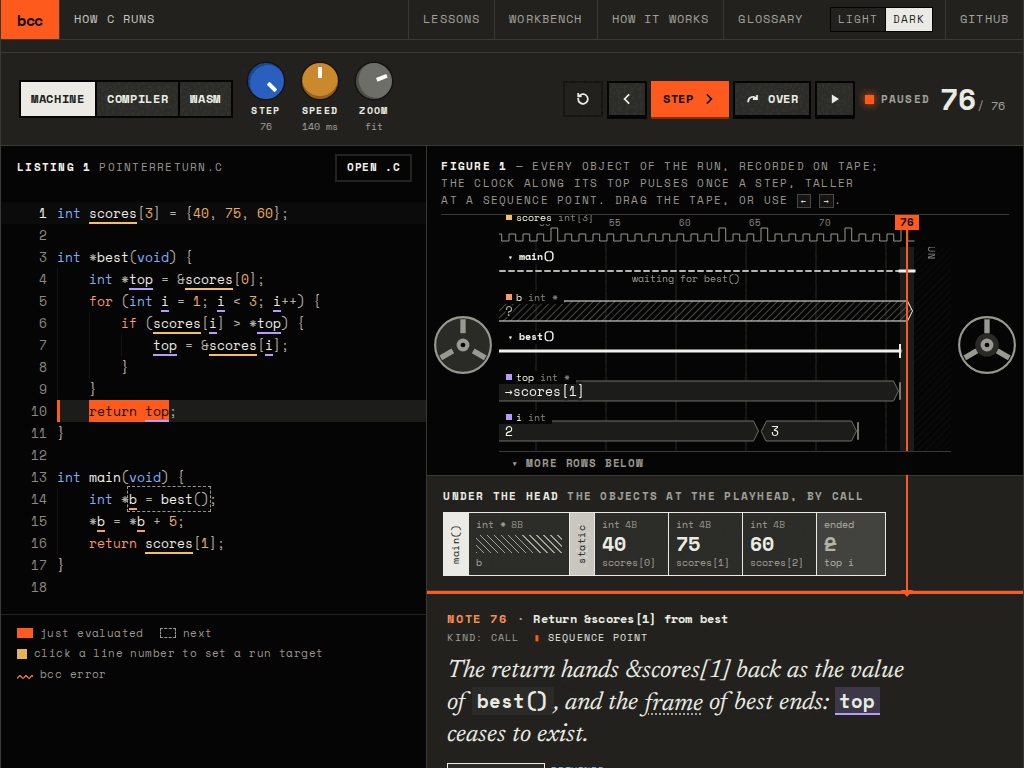 bcc HOW C RUNS LESSONS WORKBENCH HOW IT WORKS GLOSSARY LIGHT DARK GITHUB
MACHINE COMPILER WASM
STEP SPEED ZOOM
76 140 ms fit
STEP OVER PAUSED 76 / 76
LISTING 1 POINTERRETURN.C OPEN .C
1 int scores[3] = {40, 75, 60};
2
3 int *best(void) {
4 int *top = &scores[0];
5 for (int i = 1; i < 3; i++) {
6 if (scores[i] > *top) {
7 top = &scores[i];
8 }
9 }
10 return top;
11 }
12
13 int main(void) {
14 int *b = best();
15 *b = *b + 5;
16 return scores[1];
17 }
18
just evaluated next
click a line number to set a run target
bcc error
FIGURE 1 — EVERY OBJECT OF THE RUN, RECORDED ON TAPE;
THE CLOCK ALONG ITS TOP PULSES ONCE A STEP, TALLER
AT A SEQUENCE POINT. DRAG THE TAPE, OR USE ← →.
scores int[3]
55 60 65 70 76
UN
main()
waiting for best()
b int *
?
best()
top int *
→scores[1]
i int
2 3
▾ MORE ROWS BELOW
UNDER THE HEAD THE OBJECTS AT THE PLAYHEAD, BY CALL
main() int * 8B static int 4B int 4B int 4B ended
40 75 60 2
b scores[0] scores[1] scores[2] top i
NOTE 76 · Return &scores[1] from best
KIND: CALL SEQUENCE POINT
The return hands &scores[1] back as the value
of best(), and the frame of best ends: top
ceases to exist.